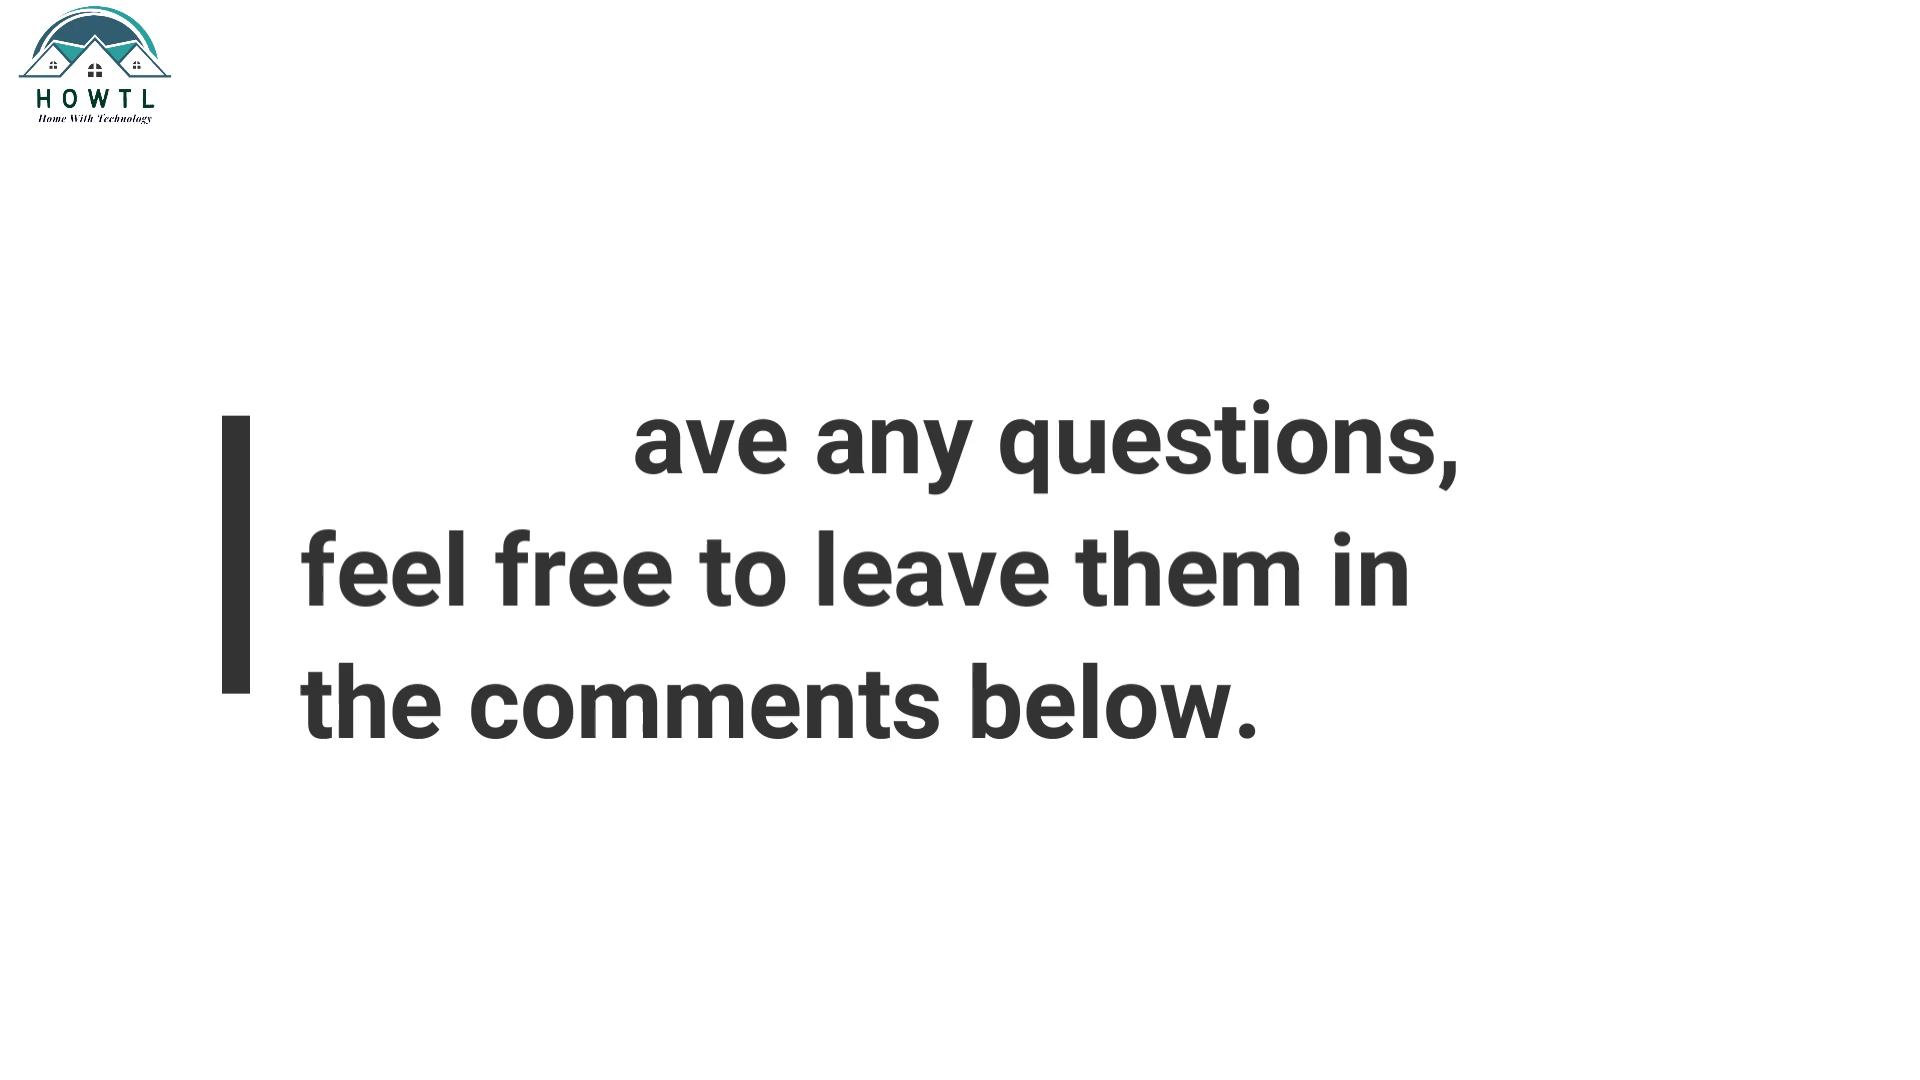 HOWTL
Home With Technology
ave any questions,
feel free to leave them in
the comments below.